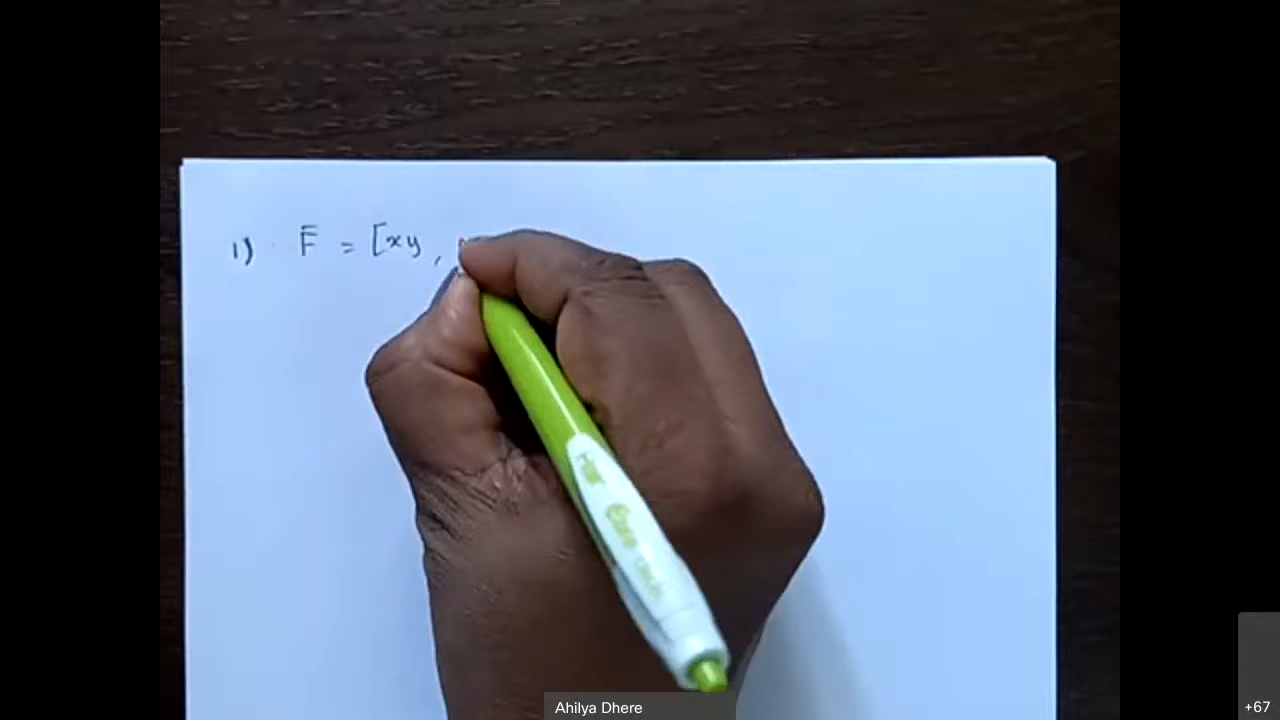 1) F̄ = [xy ,
Ahilya Dhere
+67